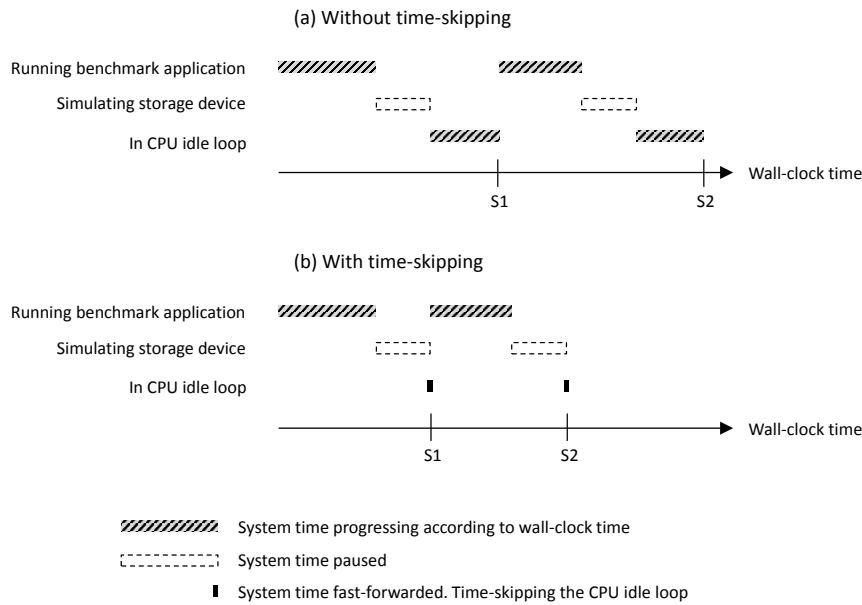 (a) Without time-skipping
Running benchmark application
Simulating storage device
In CPU idle loop
Wall-clock time
S1
S2
(b) With time-skipping
Running benchmark application
Simulating storage device
In CPU idle loop
Wall-clock time
S1
S2
System time progressing according to wall-clock time
System time paused
System time fast-forwarded. Time-skipping the CPU idle loop